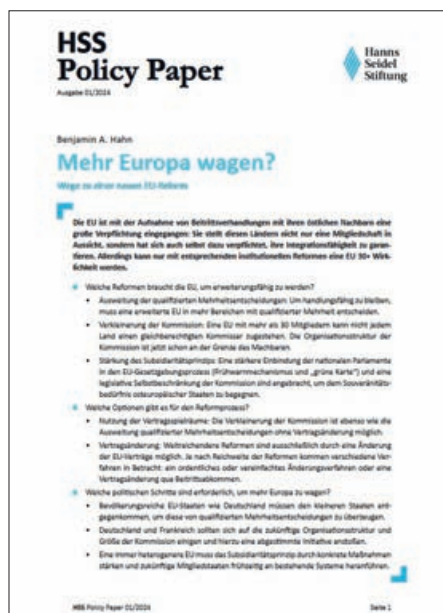 HSS
Policy Paper
Ausgabe 01/2024
Hanns
Seidel
Stiftung
Benjamin A. Hahn
Mehr Europa wagen?
Wege zu einer neuen EU-Reform
Die EU ist mit der Aufnahme von Beitrittsverhandlungen mit ihren östlichen Nachbarn eine
große Verpflichtung eingegangen: Sie stellt diesen Ländern nicht nur eine Mitgliedschaft in
Aussicht, sondern hat sich auch selbst dazu verpflichtet, ihre Integrationsfähigkeit zu garan-
tieren. Allerdings kann nur mit entsprechenden institutionellen Reformen eine EU 30+ Wirk-
lichkeit werden.
Welche Reformen braucht die EU, um erweiterungsfähig zu werden?
• Ausweitung der qualifizierten Mehrheitsentscheidungen: Um handlungsfähig zu bleiben,
muss eine erweiterte EU in mehr Bereichen mit qualifizierter Mehrheit entscheiden.
• Verkleinerung der Kommission: Eine EU mit mehr als 30 Mitgliedern kann nicht jedem
Land einen gleichberechtigten Kommissar zugestehen. Die Organisationsstruktur der
Kommission ist jetzt schon an der Grenze des Machbaren.
• Stärkung des Subsidiaritätsprinzips: Eine stärkere Einbindung der nationalen Parlamente
in den EU-Gesetzgebungsprozess (Frühwarnmechanismus und „grüne Karte“) und eine
legislative Selbstbeschränkung der Kommission sind angebracht, um dem Souveränitäts-
bedürfnis osteuropäischer Staaten zu begegnen.
Welche Optionen gibt es für den Reformprozess?
• Nutzung der Vertragsspielräume: Die Verkleinerung der Kommission ist ebenso wie die
Ausweitung qualifizierter Mehrheitsentscheidungen ohne Vertragsänderung möglich.
• Vertragsänderung: Weitreichendere Reformen sind ausschließlich durch eine Änderung
der EU-Verträge möglich. Je nach Reichweite der Reformen kommen verschiedene Ver-
fahren in Betracht: ein ordentliches oder vereinfachtes Änderungsverfahren oder eine
Vertragsänderung qua Beitrittsabkommen.
Welche politischen Schritte sind erforderlich, um mehr Europa zu wagen?
• Bevölkerungsreiche EU-Staaten wie Deutschland müssen den kleineren Staaten ent-
gegenkommen, um diese von qualifizierten Mehrheitsentscheidungen zu überzeugen.
• Deutschland und Frankreich sollten sich auf die zukünftige Organisationsstruktur und
Größe der Kommission einigen und hierzu eine abgestimmte Initiative anstoßen.
• Eine immer heterogenere EU muss das Subsidiaritätsprinzip durch konkrete Maßnahmen
stärken und zukünftige Mitgliedstaaten frühzeitig an bestehende Systeme heranführen.
HSS Policy Paper 01/2024
Seite 1